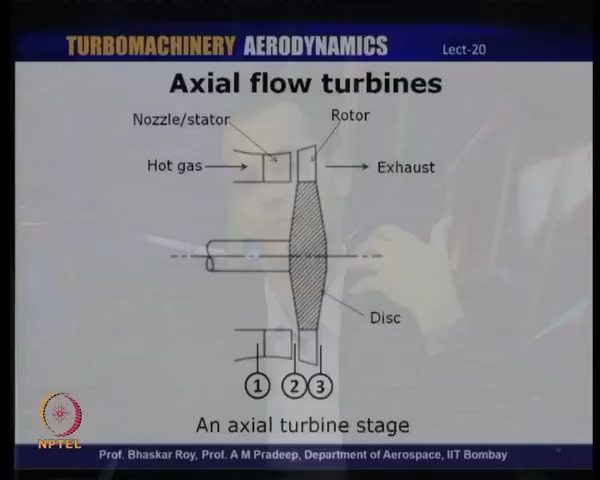 TURBOMACHINERY AERODYNAMICS
Lect-20
Axial flow turbines
Nozzle/stator
Rotor
Hot gas
Exhaust
Disc
1 2 3
An axial turbine stage
NPTEL
Prof. Bhaskar Roy, Prof. A M Pradeep, Department of Aerospace, IIT Bombay